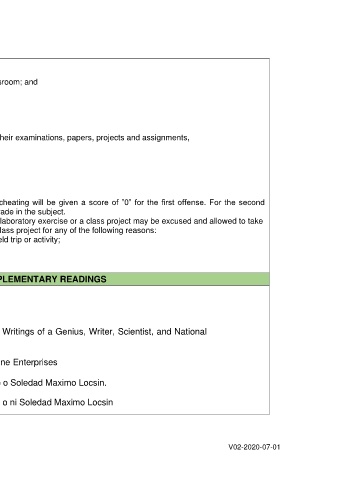 room; and
heir examinations, papers, projects and assignments,
cheating will be given a score of "0" for the first offense. For the second
ade in the subject.
laboratory exercise or a class project may be excused and allowed to take
lass project for any of the following reasons:
eld trip or activity;
PLEMENTARY READINGS
Writings of a Genius, Writer, Scientist, and National
ne Enterprises
o Soledad Maximo Locsin.
o ni Soledad Maximo Locsin
V02-2020-07-01